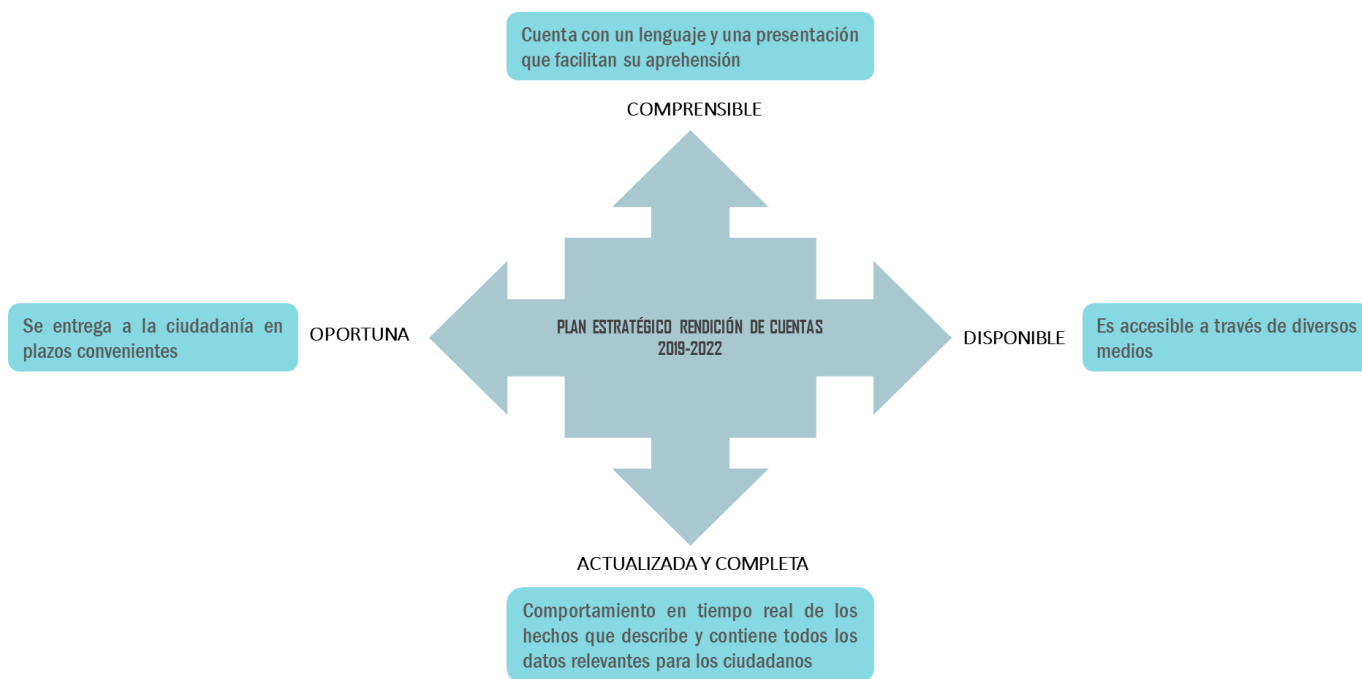 Cuenta con un lenguaje y una presentación
que facilitan su aprehensión
COMPRENSIBLE
Se entrega a la ciudadanía en
plazos convenientes
OPORTUNA
PLAN ESTRATÉGICO RENDICIÓN DE CUENTAS
2019-2022
DISPONIBLE
Es accesible a través de diversos
medios
ACTUALIZADA Y COMPLETA
Comportamiento en tiempo real de los
hechos que describe y contiene todos los
datos relevantes para los ciudadanos